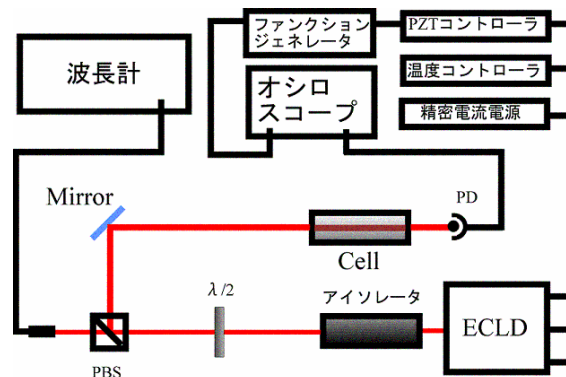 ファンクション
ジェネレータ
PZTコントローラ
波長計
オシロ
スコープ
温度コントローラ
精密電流電源
Mirror
PD
Cell
λ/2
アイソレータ
ECLD
PBS